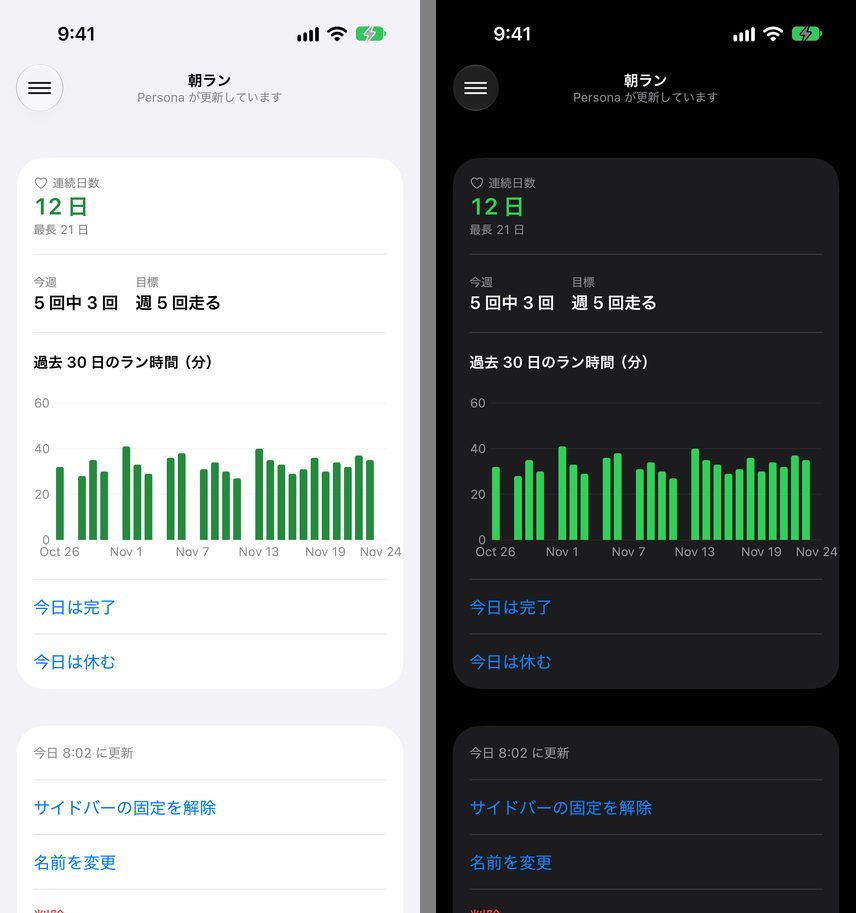 9:41
朝ラン
Persona が更新しています
連続日数
12 日
最長 21 日
今週
目標
5 回中 3 回
週 5 回走る
過去 30 日のラン時間（分）
60
40
20
0
Oct 26
Nov 1
Nov 7
Nov 13
Nov 19
Nov 24
今日は完了
今日は休む
今日 8:02 に更新
サイドバーの固定を解除
名前を変更
削除
9:41
朝ラン
Persona が更新しています
連続日数
12 日
最長 21 日
今週
目標
5 回中 3 回
週 5 回走る
過去 30 日のラン時間（分）
60
40
20
0
Oct 26
Nov 1
Nov 7
Nov 13
Nov 19
Nov 24
今日は完了
今日は休む
今日 8:02 に更新
サイドバーの固定を解除
名前を変更
削除